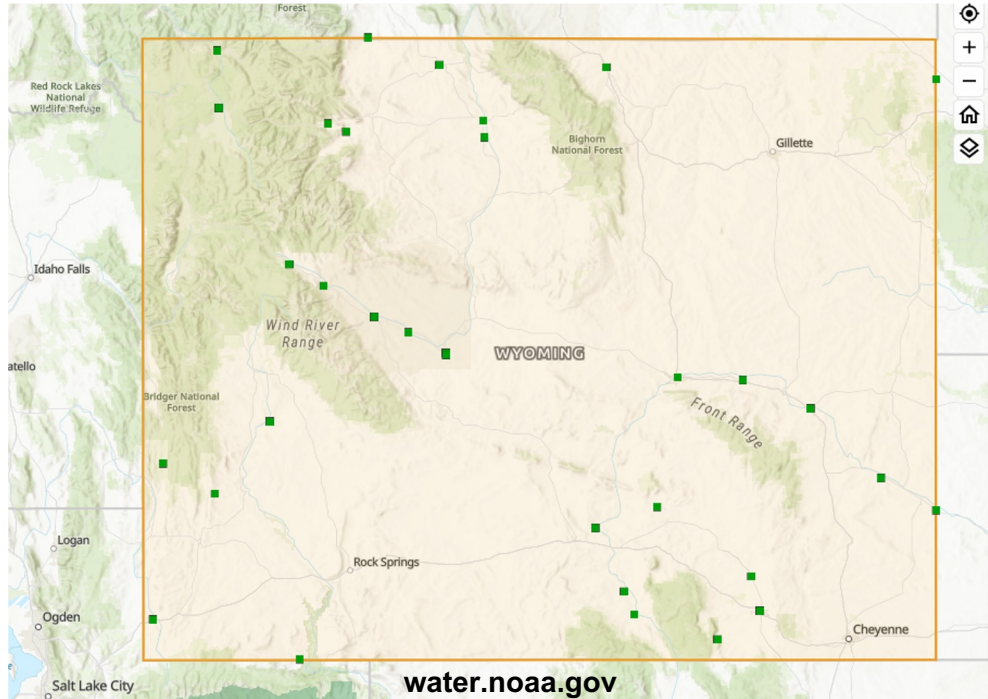 Forest
Red Rock Lakes
National
Wildlife Refuge
Bighorn
National Forest
Gillette
+
−
Idaho Falls
Wind River
Range
WYOMING
atello
Bridger National
Forest
Front Range
Logan
Rock Springs
Ogden
Cheyenne
e
Salt Lake City
water.noaa.gov